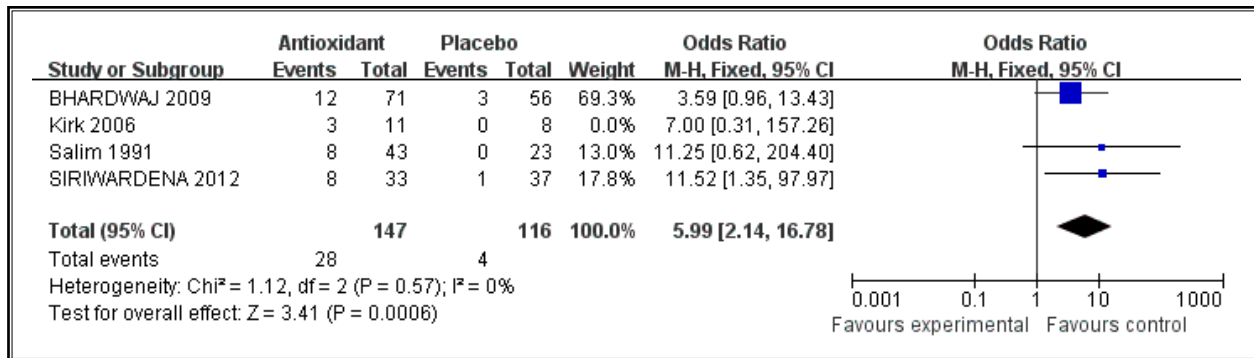 Antioxidant Placebo Odds Ratio Odds Ratio
Study or Subgroup Events Total Events Total Weight M-H, Fixed, 95% CI M-H, Fixed, 95% CI
BHARDWAJ 2009 12 71 3 56 69.3% 3.59 [0.96, 13.43]
Kirk 2006 3 11 0 8 0.0% 7.00 [0.31, 157.26]
Salim 1991 8 43 0 23 13.0% 11.25 [0.62, 204.40]
SIRIWARDENA 2012 8 33 1 37 17.8% 11.52 [1.35, 97.97]
Total (95% CI) 147 116 100.0% 5.99 [2.14, 16.78]
Total events 28 4
Heterogeneity: Chi² = 1.12, df = 2 (P = 0.57); I² = 0%
Test for overall effect: Z = 3.41 (P = 0.0006)
0.001 0.1 1 10 1000
Favours experimental Favours control